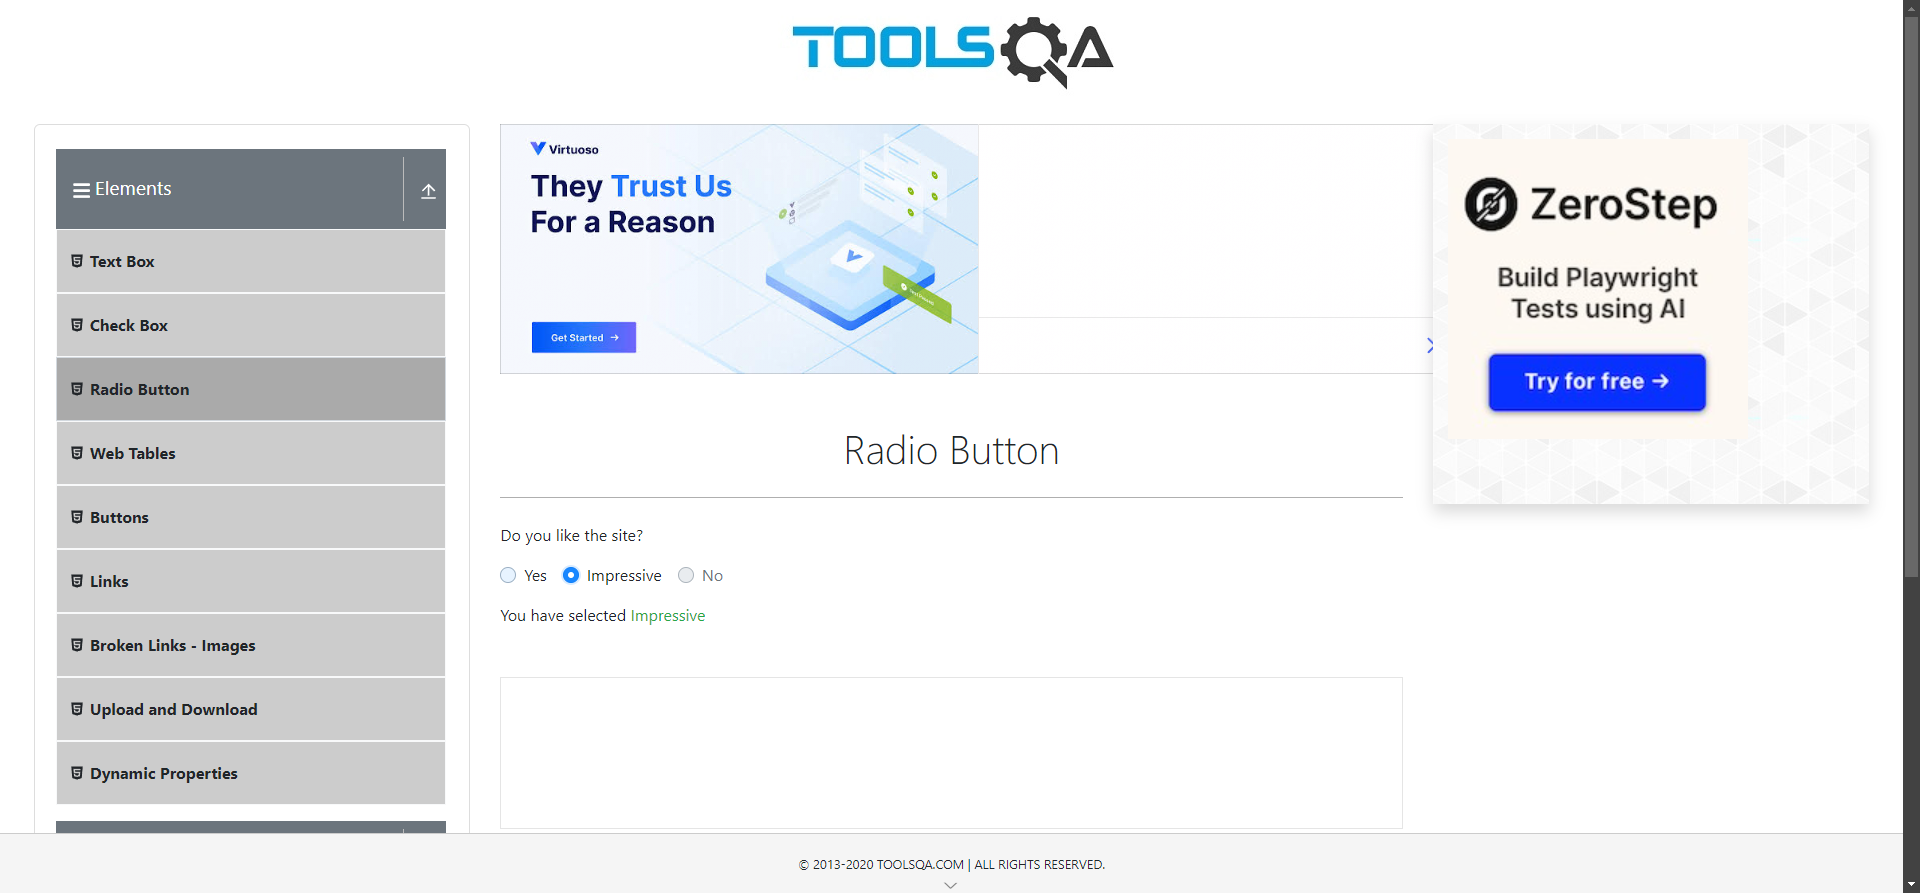 TOOLSQA
Elements
Text Box
Check Box
Radio Button
Web Tables
Buttons
Links
Broken Links - Images
Upload and Download
Dynamic Properties
Virtuoso
They Trust Us
For a Reason
Get Started →
ZeroStep
Build Playwright
Tests using AI
Try for free →
Radio Button
Do you like the site?
Yes Impressive No
You have selected Impressive
© 2013-2020 TOOLSQA.COM | ALL RIGHTS RESERVED.